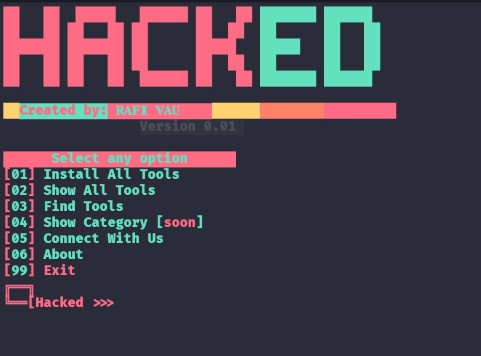 HACKED
Created by: RAFI VAU
Version 0.01
Select any option
[01] Install All Tools
[02] Show All Tools
[03] Find Tools
[04] Show Category [soon]
[05] Connect With Us
[06] About
[99] Exit
[Hacked >>>